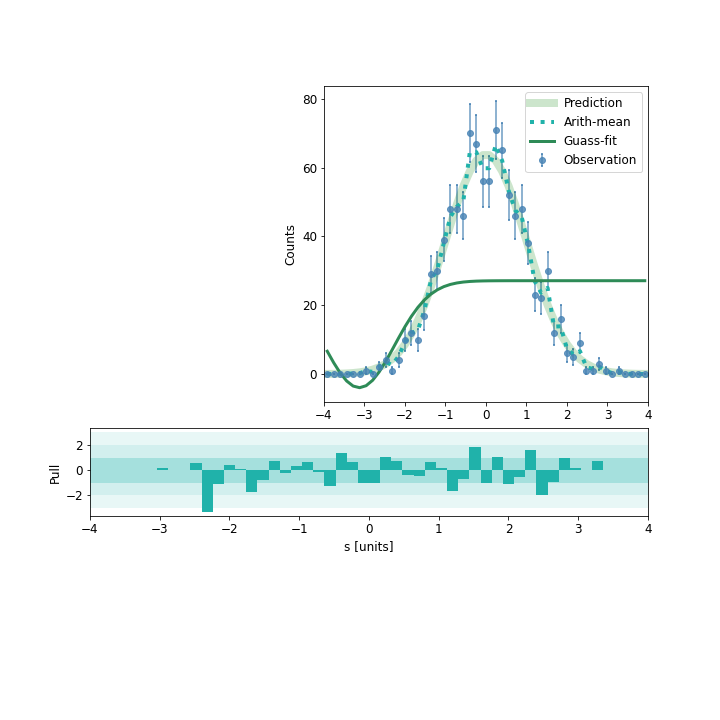 80
60
40
20
0
Counts
Prediction
Arith-mean
Guass-fit
Observation
−4 −3 −2 −1 0 1 2 3 4
2
0
−2
Pull
−4 −3 −2 −1 0 1 2 3 4
s [units]